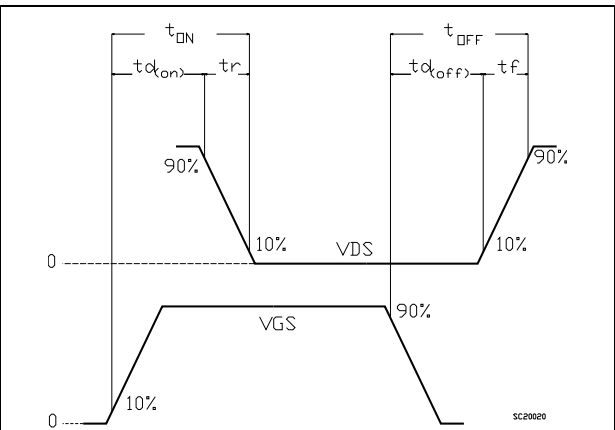 tON tOFF
td(on) tr td(off) tf
90% 90%
10% 10%
0 VDS
90%
VGS
10%
0 SC20020